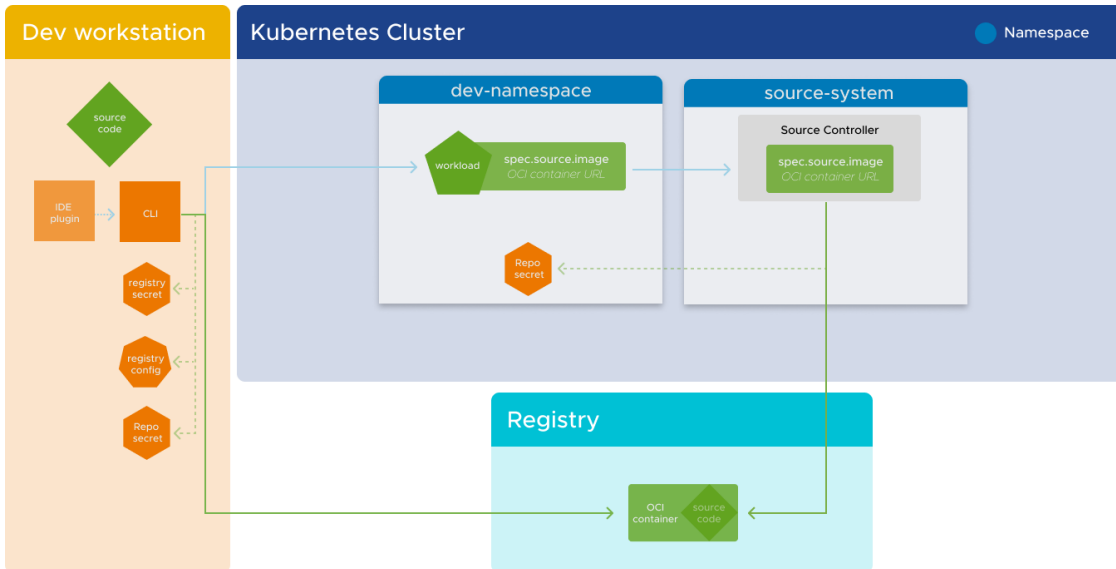 Dev workstation
Kubernetes Cluster
Namespace
source
code
IDE
plugin
CLI
registry
secret
registry
config
Repo
secret
dev-namespace
workload
spec.source.image
OCI container URL
Repo
secret
source-system
Source Controller
spec.source.image
OCI container URL
Registry
OCI
container
source
code